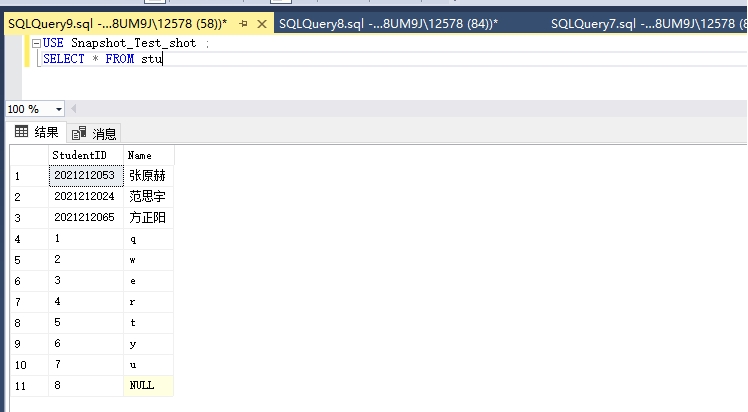 SQLQuery9.sql -...8UM9J\12578 (58))* SQLQuery8.sql -...8UM9J\12578 (84))* SQLQuery7.sql -...8UM9J\12578 (
USE Snapshot_Test_shot ;
SELECT * FROM stu
100 %
结果 消息
StudentID Name
1 2021212053 张原赫
2 2021212024 范思宇
3 2021212065 方正阳
4 1 q
5 2 w
6 3 e
7 4 r
8 5 t
9 6 y
10 7 u
11 8 NULL